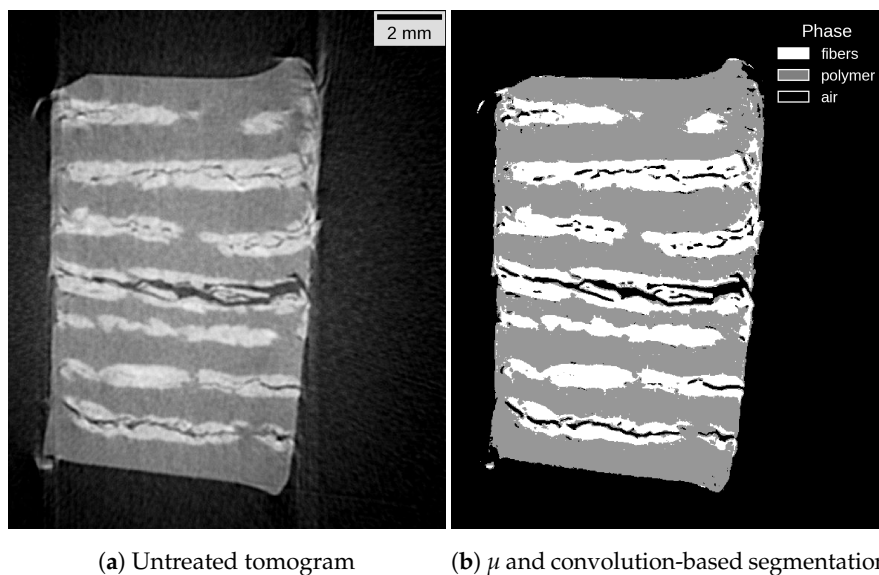 2 mm
Phase
fibers
polymer
air
(a) Untreated tomogram
(b) μ and convolution-based segmentation